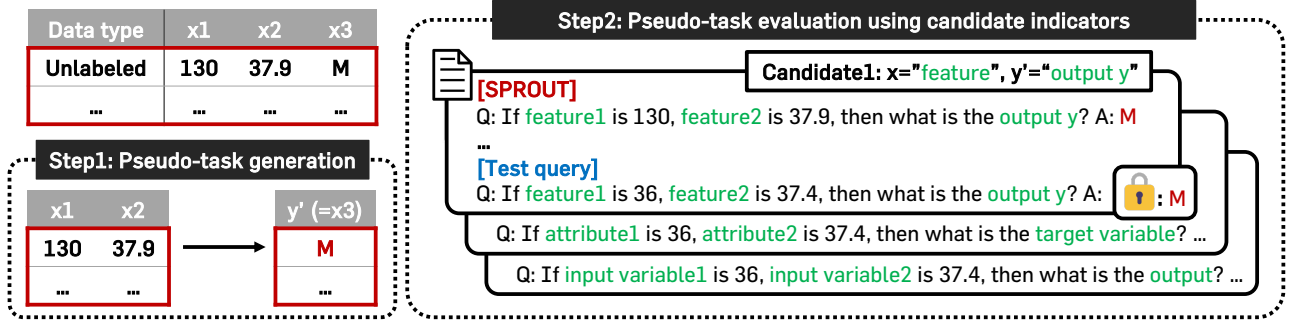 Data type x1 x2 x3
Unlabeled 130 37.9 M
... ... ... ...
Step1: Pseudo-task generation
x1 x2 y' (=x3)
130 37.9 M
... ... ...
Step2: Pseudo-task evaluation using candidate indicators
Candidate1: x="feature", y'="output y"
[SPROUT]
Q: If feature1 is 130, feature2 is 37.9, then what is the output y? A: M
...
[Test query]
Q: If feature1 is 36, feature2 is 37.4, then what is the output y? A: : M
Q: If attribute1 is 36, attribute2 is 37.4, then what is the target variable? ...
Q: If input variable1 is 36, input variable2 is 37.4, then what is the output? ...